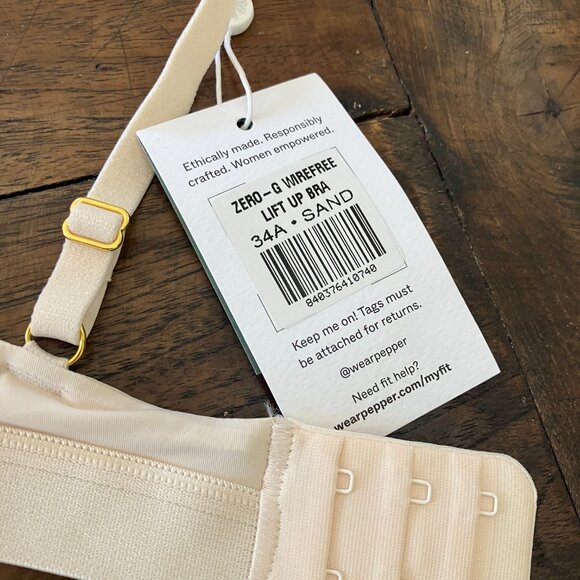 Ethically made. Responsibly
crafted. Women empowered.
ZERO-G WIREFREE
LIFT UP BRA
34A • SAND
840376410740
Keep me on! Tags must
be attached for returns.
@wearpepper
Need fit help?
wearpepper.com/myfit